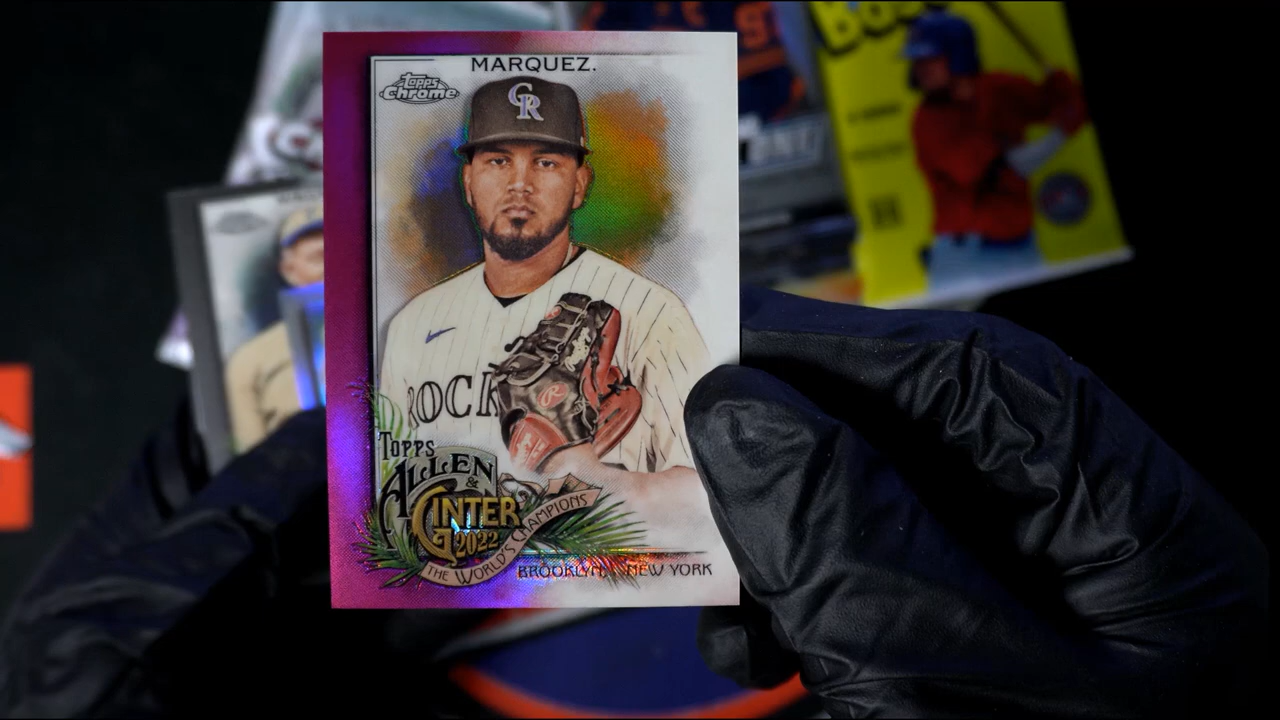 MARQUEZ.
topps
Chrome
CR
ROCK
R
TOPPS
ALLEN
&
GINTER
2022
THE WORLD'S CHAMPIONS
BROOKLYN, NEW YORK